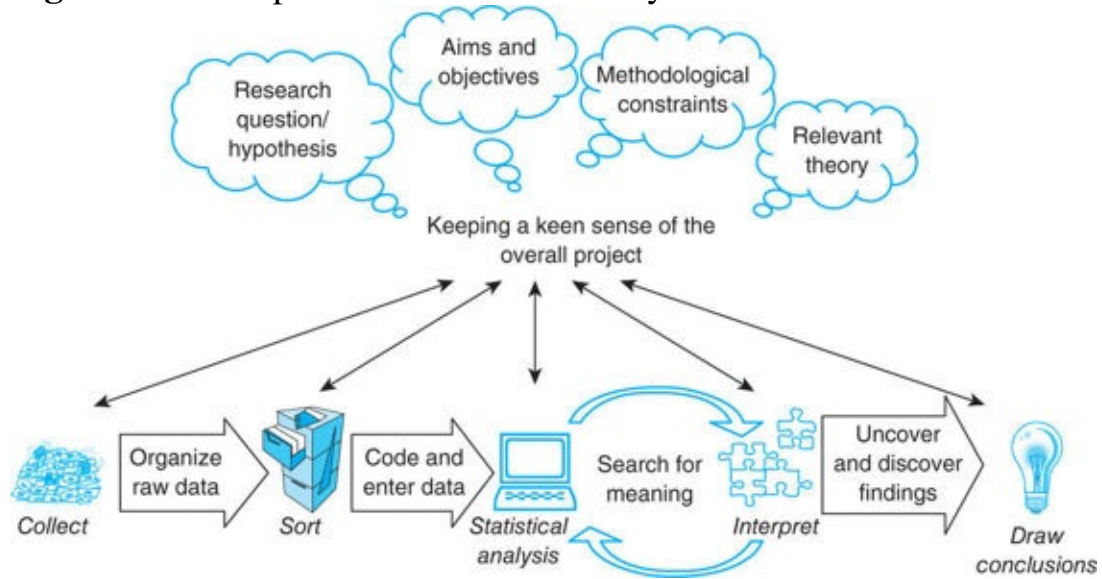 Research
question/
hypothesis
Aims and
objectives
Methodological
constraints
Relevant
theory
Keeping a keen sense of the
overall project
Organize
raw data
Code and
enter data
Search for
meaning
Uncover
and discover
findings
Collect
Sort
Statistical
analysis
Interpret
Draw
conclusions